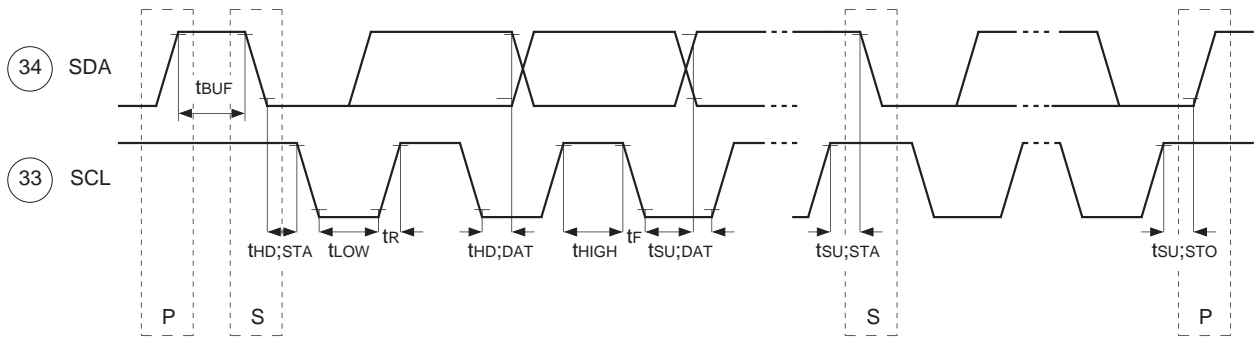 34 SDA
tBUF
33 SCL
tHD;STA tLOW tR tHD;DAT tHIGH tF tSU;DAT tSU;STA tSU;STO
P S S P